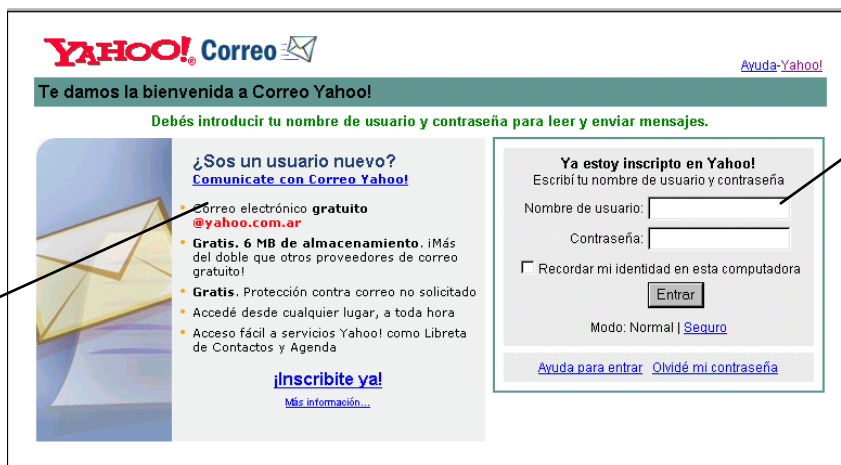 YAHOO!® Correo
Ayuda-Yahoo!
Te damos la bienvenida a Correo Yahoo!
Debés introducir tu nombre de usuario y contraseña para leer y enviar mensajes.
¿Sos un usuario nuevo?
Comunicate con Correo Yahoo!
• Correo electrónico gratuito
@yahoo.com.ar
• Gratis. 6 MB de almacenamiento. ¡Más
del doble que otros proveedores de correo
gratuito!
• Gratis. Protección contra correo no solicitado
• Accedé desde cualquier lugar, a toda hora
• Acceso fácil a servicios Yahoo! como Libreta
de Contactos y Agenda
¡Inscribite ya!
Más información...
Ya estoy inscripto en Yahoo!
Escribí tu nombre de usuario y contraseña
Nombre de usuario:
Contraseña:
Recordar mi identidad en esta computadora
Entrar
Modo: Normal | Seguro
Ayuda para entrar Olvidé mi contraseña